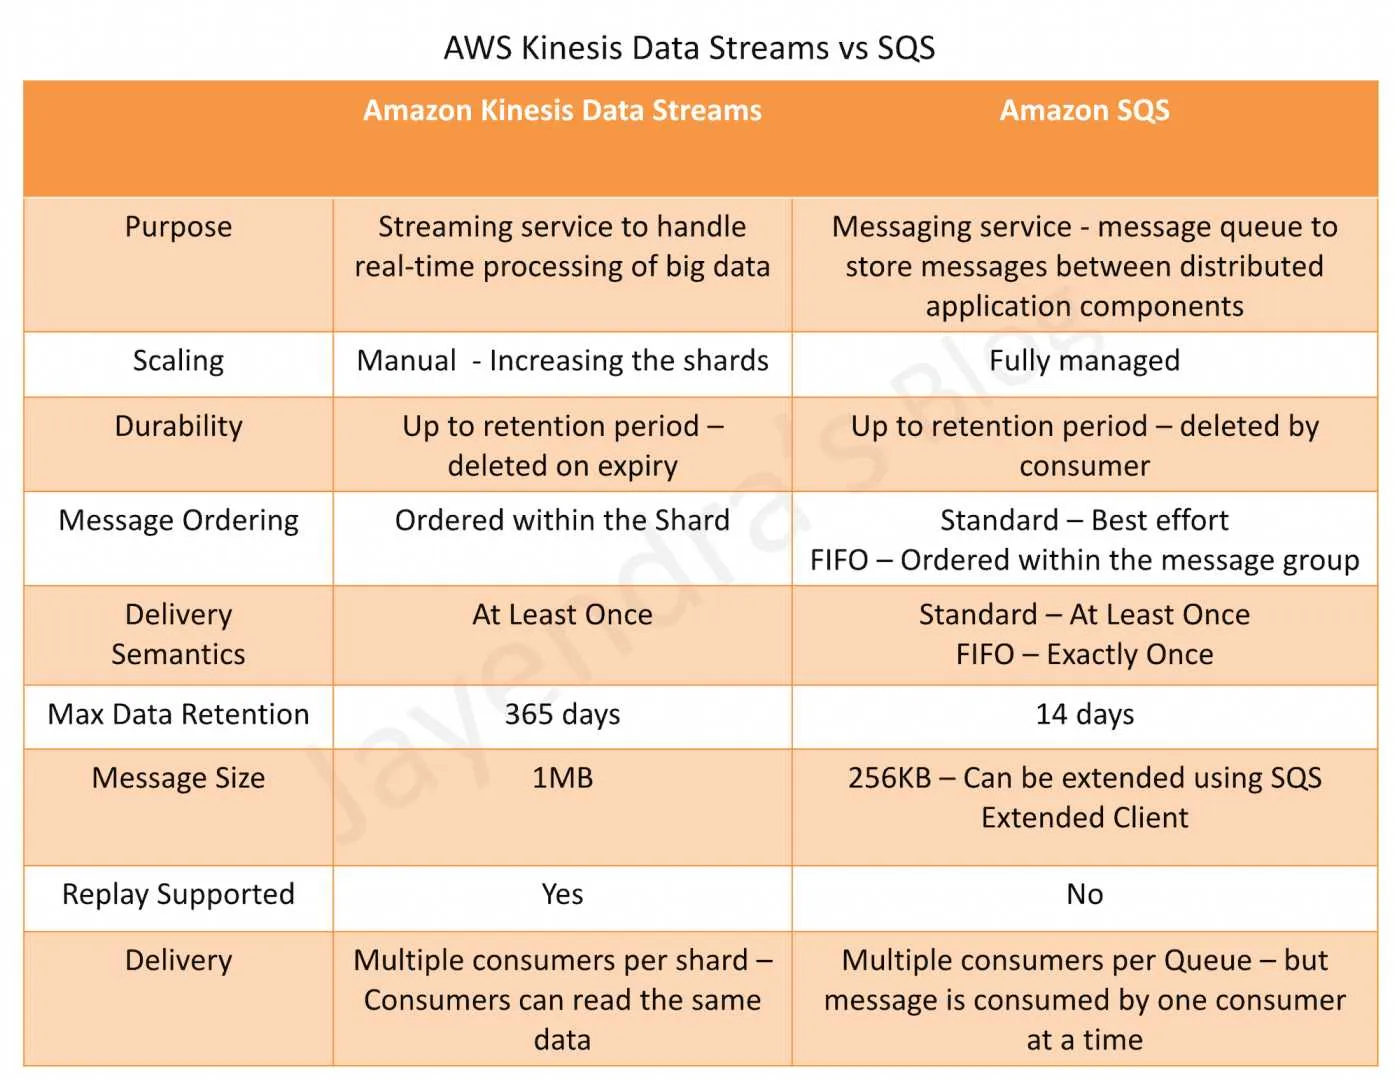 AWS Kinesis Data Streams vs SQS
Amazon Kinesis Data Streams
Amazon SQS
Purpose
Streaming service to handle
real-time processing of big data
Messaging service - message queue to
store messages between distributed
application components
Scaling
Manual  - Increasing the shards
Fully managed
Durability
Up to retention period –
deleted on expiry
Up to retention period – deleted by
consumer
Message Ordering
Ordered within the Shard
Standard – Best effort
FIFO – Ordered within the message group
Delivery
Semantics
At Least Once
Standard – At Least Once
FIFO – Exactly Once
Max Data Retention
365 days
14 days
Message Size
1MB
256KB – Can be extended using SQS
Extended Client
Replay Supported
Yes
No
Delivery
Multiple consumers per shard –
Consumers can read the same
data
Multiple consumers per Queue – but
message is consumed by one consumer
at a time
Jayendra's Blog